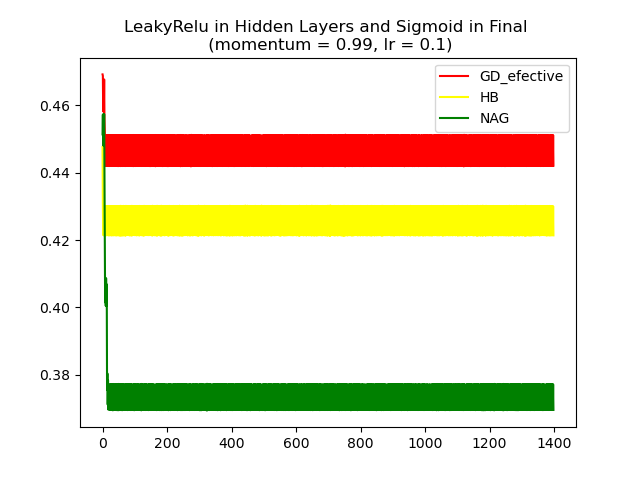 LeakyRelu in Hidden Layers and Sigmoid in Final
(momentum = 0.99, lr = 0.1)
GD_efective
HB
NAG
0.46
0.44
0.42
0.40
0.38
0 200 400 600 800 1000 1200 1400